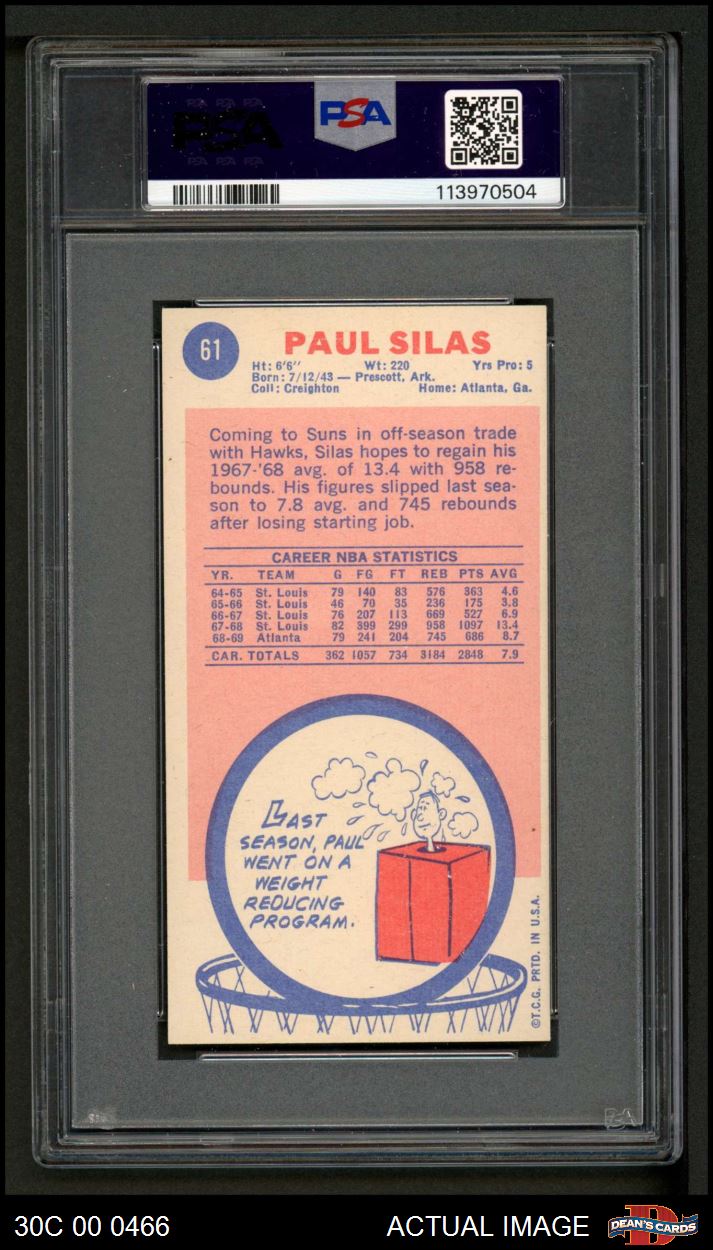 PSA PSA PSA
PSA
PSA PSA PSA
PSA
113970504
61
PAUL SILAS
Ht: 6'6" Wt: 220 Yrs Pro: 5
Born: 7/12/43 — Prescott, Ark.
Coll: Creighton Home: Atlanta, Ga.
Coming to Suns in off-season trade
with Hawks, Silas hopes to regain his
1967-'68 avg. of 13.4 with 958 re-
bounds. His figures slipped last sea-
son to 7.8 avg. and 745 rebounds
after losing starting job.
CAREER NBA STATISTICS
YR. TEAM G FG FT REB PTS AVG
64-65 St. Louis 79 140 83 576 363 4.6
65-66 St. Louis 46 70 35 236 175 3.8
66-67 St. Louis 76 207 113 669 527 6.9
67-68 St. Louis 82 399 299 958 1097 13.4
68-69 Atlanta 79 241 204 745 686 8.7
CAR. TOTALS 362 1057 734 3184 2848 7.9
LAST
SEASON, PAUL
WENT ON A
WEIGHT
REDUCING
PROGRAM.
©T.C.G. PRTD. IN U.S.A.
30C 00 0466
ACTUAL IMAGE
DEAN'S CARDS